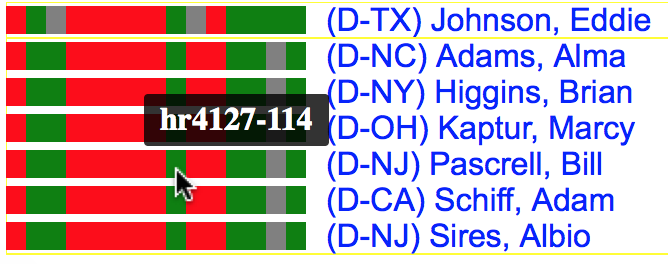 (D-TX) Johnson, Eddie
(D-NC) Adams, Alma
(D-NY) Higgins, Brian
hr4127-114
(D-OH) Kaptur, Marcy
(D-NJ) Pascrell, Bill
(D-CA) Schiff, Adam
(D-NJ) Sires, Albio